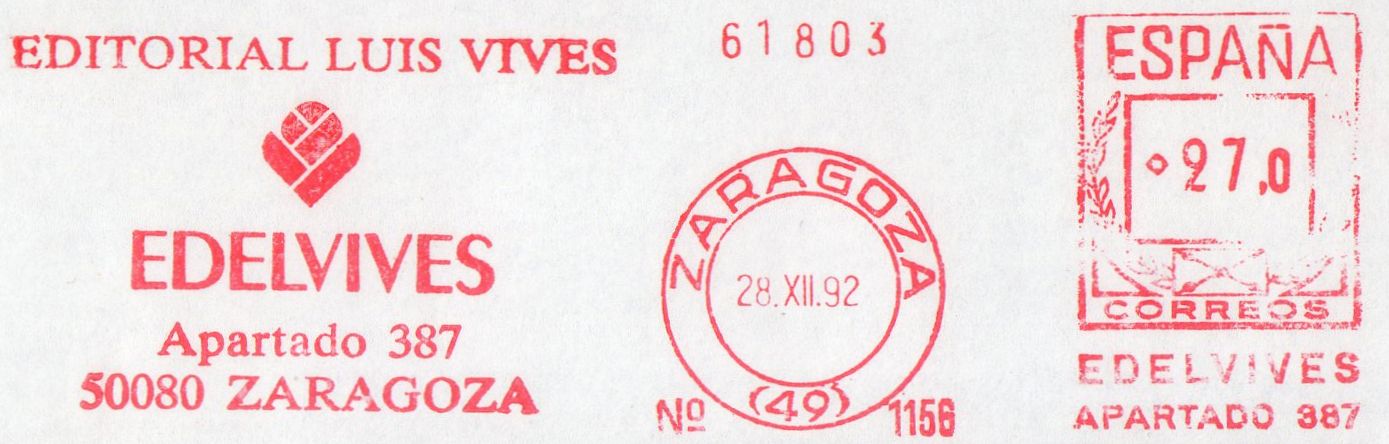 EDITORIAL LUIS VIVES
EDELVIVES
Apartado 387
50080 ZARAGOZA
61803
ZARAGOZA
28.XII.92
(49)
Nº 1156
ESPAÑA
27,0
CORREOS
EDELVIVES
APARTADO 387